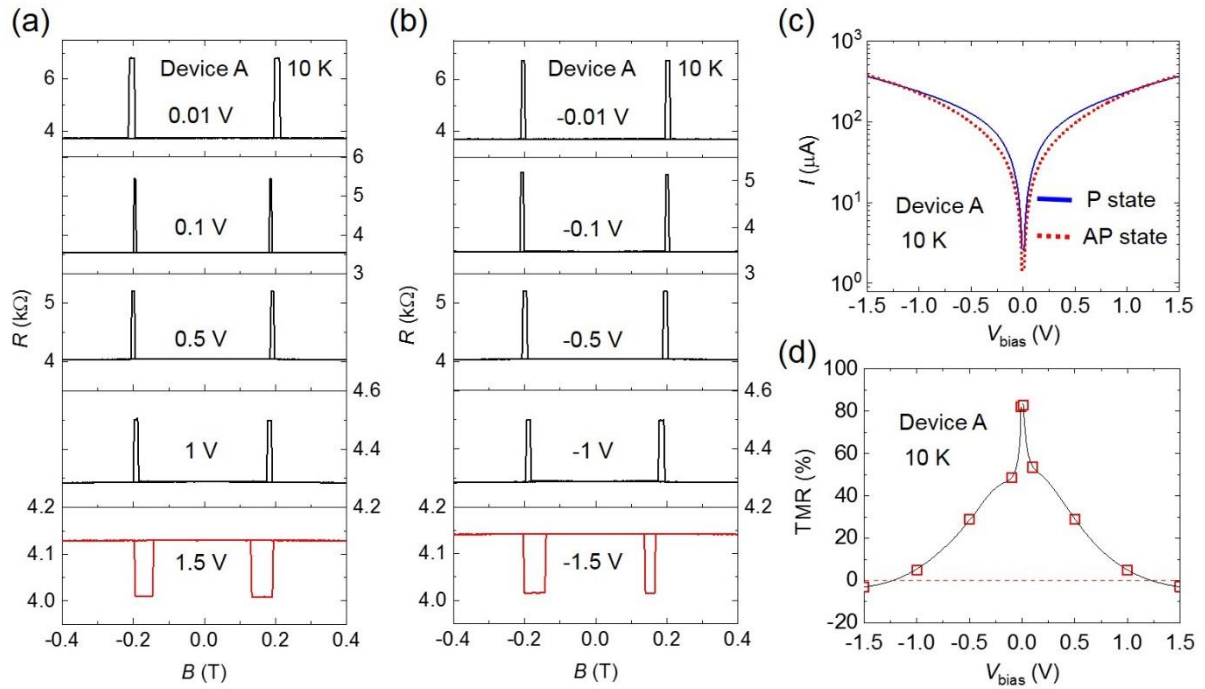 (a)
Device A 10 K
0.01 V
6
4
0.1 V
6
5
4
3
R (kΩ)
0.5 V
5
4
1 V
4.6
4.4
4.2
1.5 V
4.2
4.1
4.0
-0.4 -0.2 0.0 0.2 0.4
B (T)
(b)
Device A 10 K
-0.01 V
6
4
-0.1 V
5
4
3
R (kΩ)
-0.5 V
5
4
-1 V
4.6
4.4
4.2
-1.5 V
4.2
4.1
4.0
-0.4 -0.2 0.0 0.2 0.4
B (T)
(c)
10³
10²
10¹
10⁰
I (μA)
Device A
10 K
P state
AP state
-1.5 -1.0 -0.5 0.0 0.5 1.0 1.5
Vbias (V)
(d)
100
80
60
40
20
0
-20
TMR (%)
Device A
10 K
-1.5 -1.0 -0.5 0.0 0.5 1.0 1.5
Vbias (V)